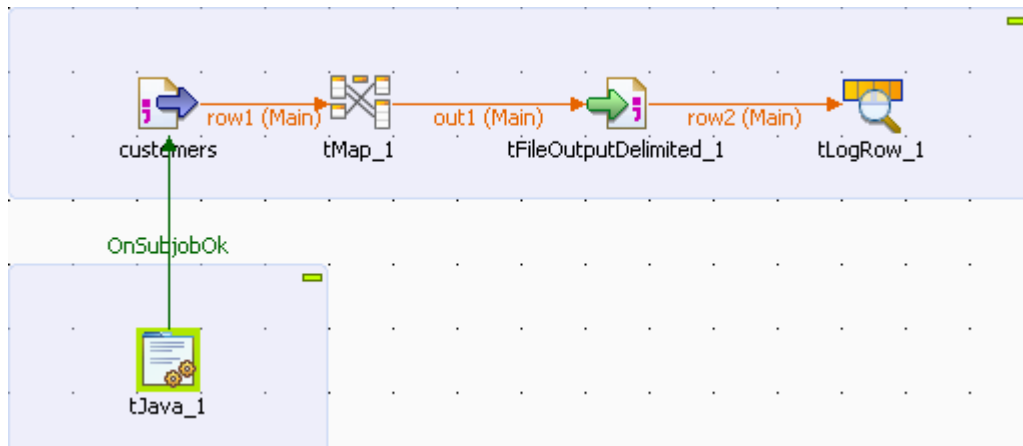 row1 (Main)
out1 (Main)
row2 (Main)
customers
tMap_1
tFileOutputDelimited_1
tLogRow_1
OnSubjobOk
tJava_1